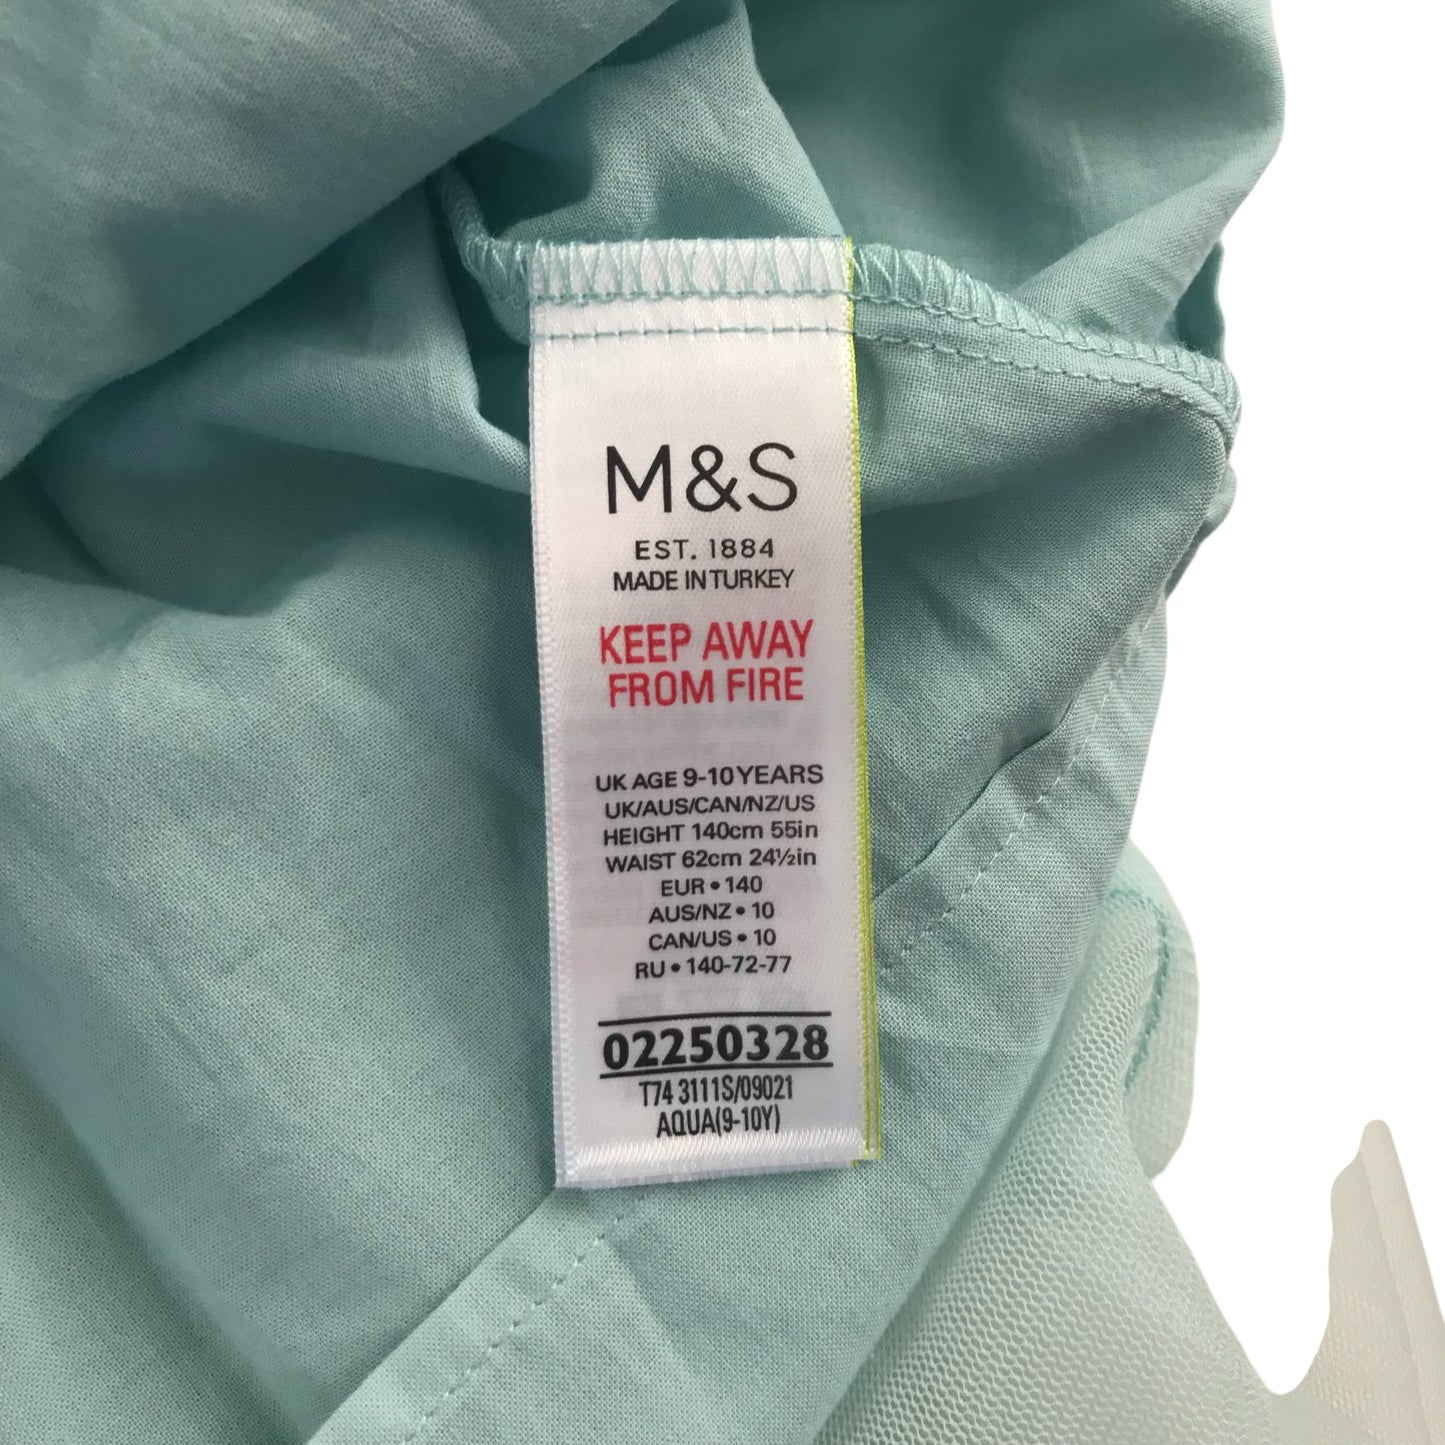 M&S
EST. 1884
MADE IN TURKEY
KEEP AWAY
FROM FIRE
UK AGE 9-10 YEARS
UK/AUS/CAN/NZ/US
HEIGHT 140cm 55in
WAIST 62cm 24½in
EUR • 140
AUS/NZ • 10
CAN/US • 10
RU • 140-72-77
02250328
T74 3111S/09021
AQUA(9-10Y)